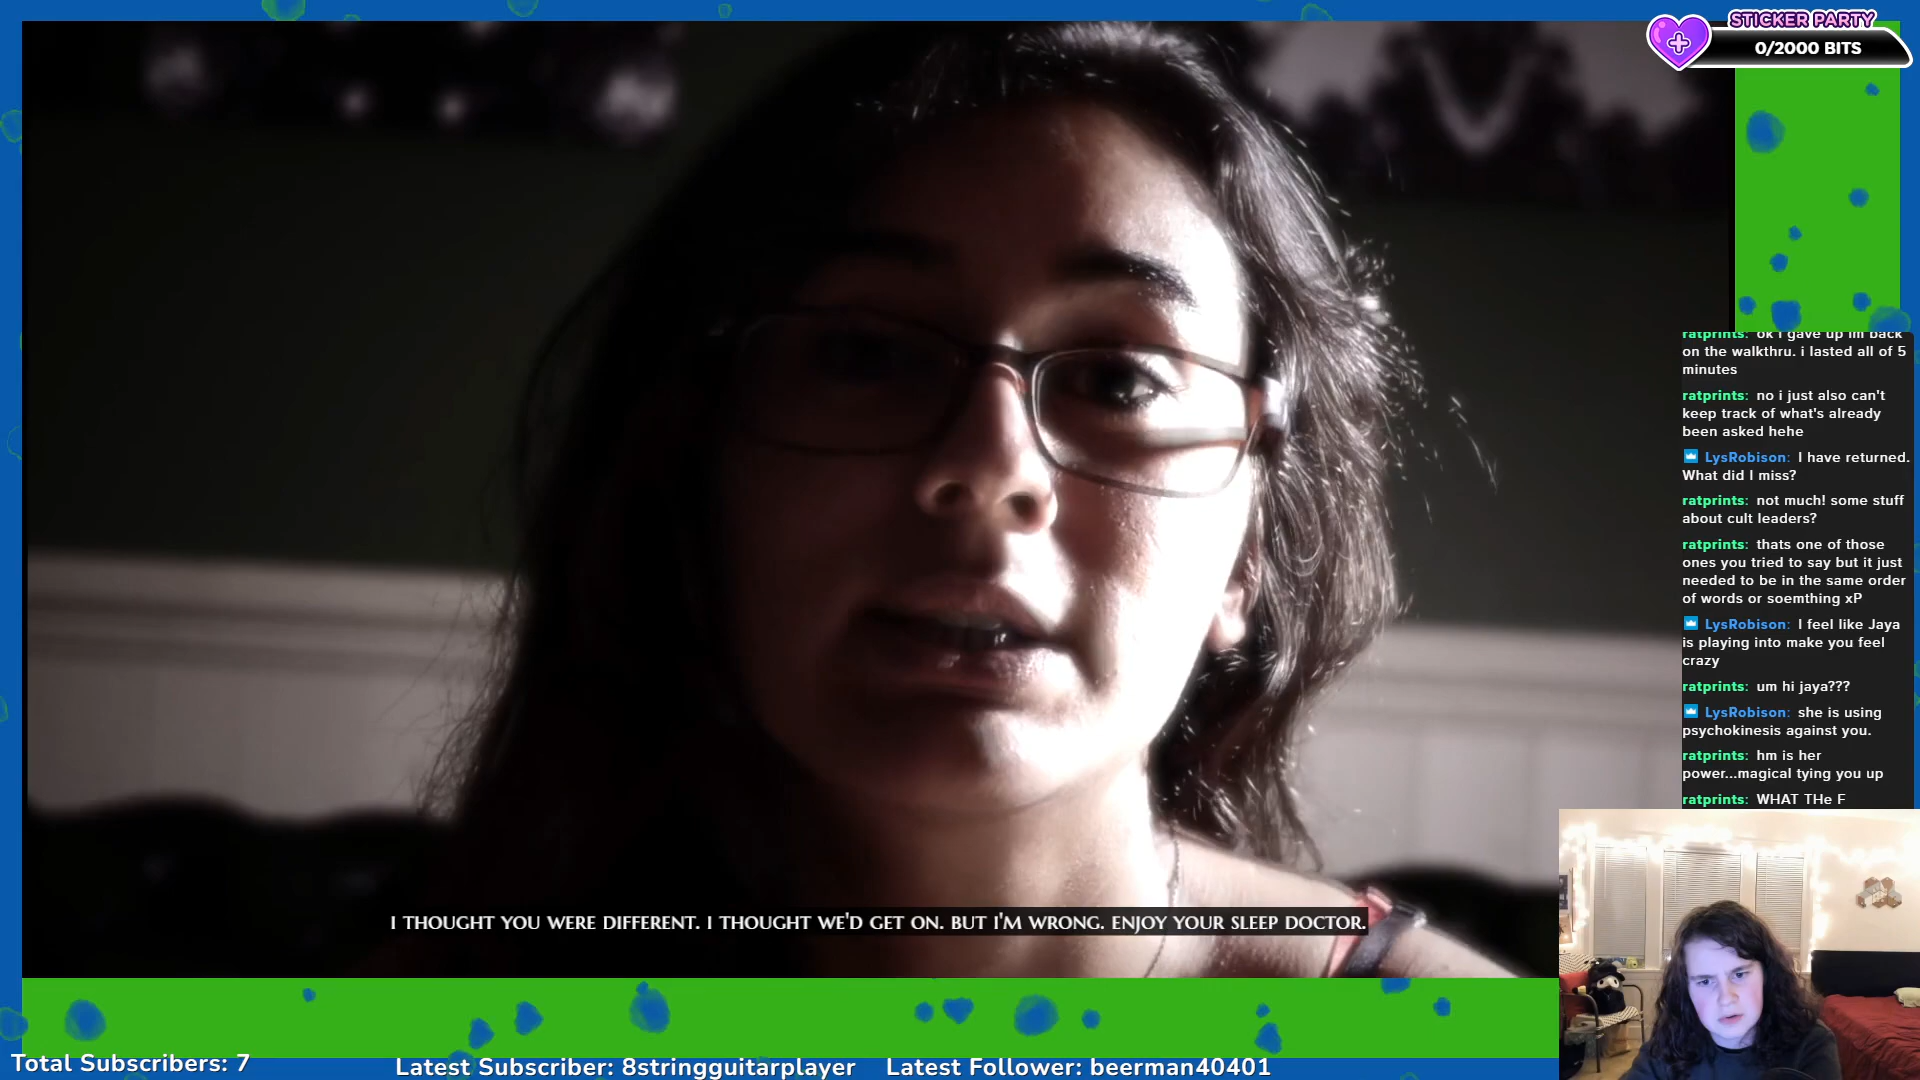 STICKER PARTY
0/2000 BITS
ratprints: ok i gave up im back
on the walkthru. i lasted all of 5
minutes
ratprints: no i just also can't
keep track of what's already
been asked hehe
LysRobison: I have returned.
What did I miss?
ratprints: not much! some stuff
about cult leaders?
ratprints: thats one of those
ones you tried to say but it just
needed to be in the same order
of words or soemthing xP
LysRobison: I feel like Jaya
is playing into make you feel
crazy
ratprints: um hi jaya???
LysRobison: she is using
psychokinesis against you.
ratprints: hm is her
power...magical tying you up
ratprints: WHAT THe F
I THOUGHT YOU WERE DIFFERENT. I THOUGHT WE'D GET ON. BUT I'M WRONG. ENJOY YOUR SLEEP DOCTOR.
Total Subscribers: 7
Latest Subscriber: 8stringguitarplayer
Latest Follower: beerman40401